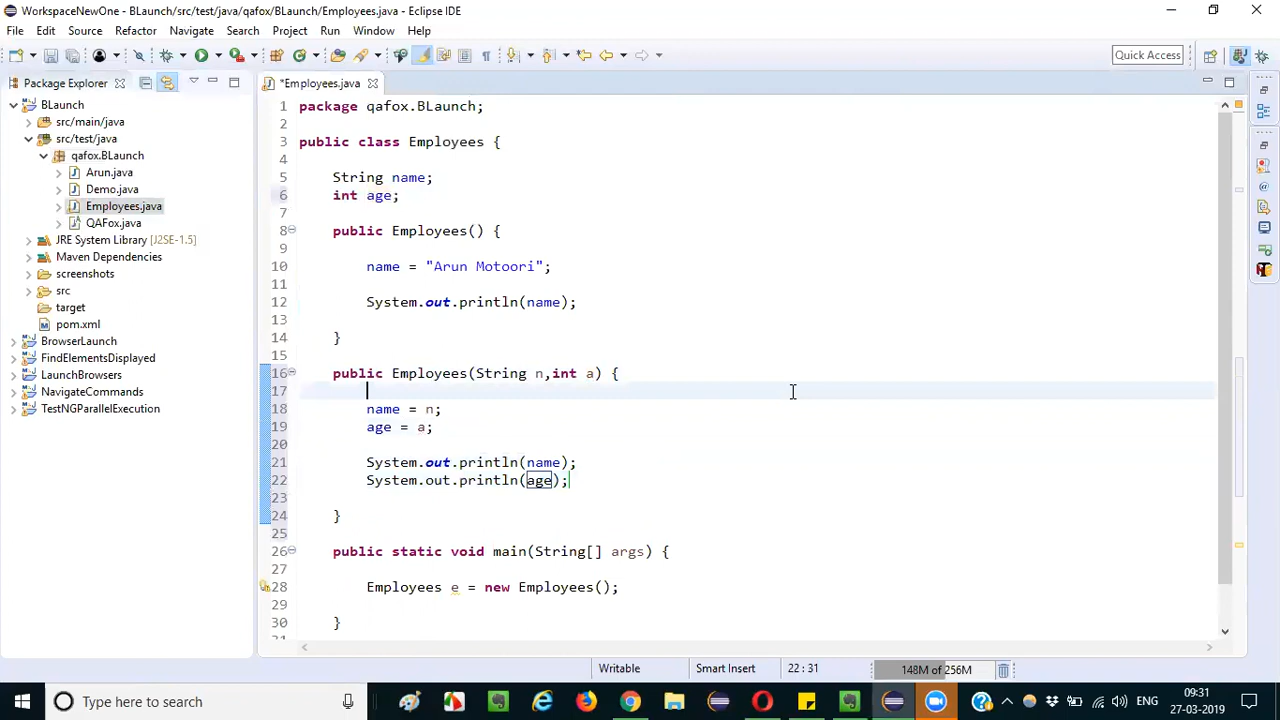 WorkspaceNewOne - BLaunch/src/test/java/qafox/BLaunch/Employees.java - Eclipse IDE
File Edit Source Refactor Navigate Search Project Run Window Help
Quick Access
Package Explorer
*Employees.java
BLaunch
src/main/java
src/test/java
qafox.BLaunch
Arun.java
Demo.java
Employees.java
QAFox.java
JRE System Library [J2SE-1.5]
Maven Dependencies
screenshots
src
target
pom.xml
BrowserLaunch
FindElementsDisplayed
LaunchBrowsers
NavigateCommands
TestNGParallelExecution
1 package qafox.BLaunch;
2
3 public class Employees {
4
5 String name;
6 int age;
7
8 public Employees() {
9
10 name = "Arun Motoori";
11
12 System.out.println(name);
13
14 }
15
16 public Employees(String n,int a) {
17
18 name = n;
19 age = a;
20
21 System.out.println(name);
22 System.out.println(age);
23
24 }
25
26 public static void main(String[] args) {
27
28 Employees e = new Employees();
29
30 }
31
Writable Smart Insert 22 : 31 148M of 256M
Type here to search
ENG
09:31
27-03-2019